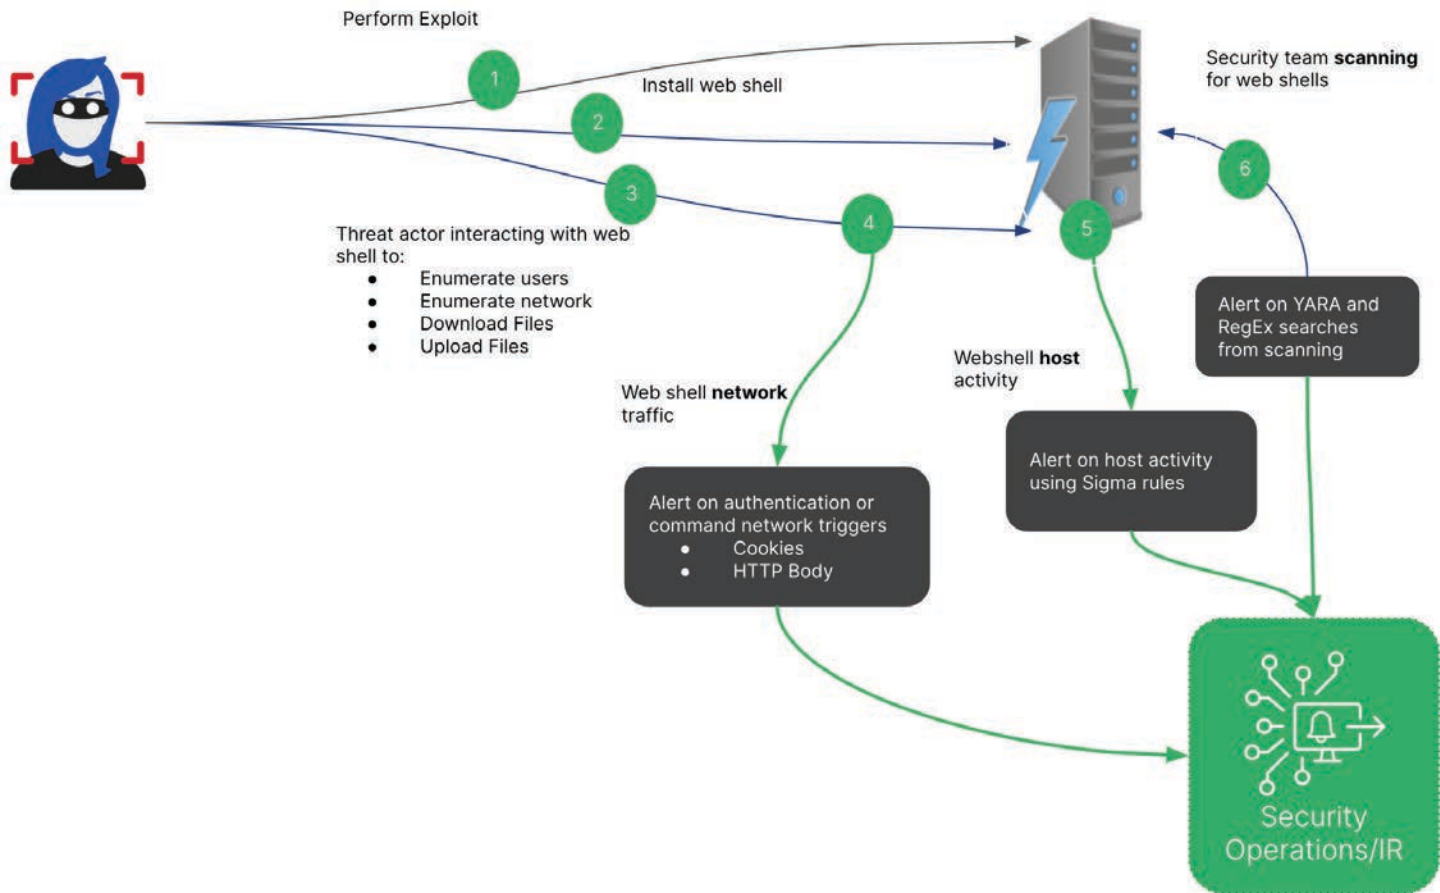 Perform Exploit
1
Install web shell
2
3
Threat actor interacting with web
shell to:
● Enumerate users
● Enumerate network
● Download Files
● Upload Files
4
5
Security team scanning
for web shells
6
Alert on YARA and
RegEx searches
from scanning
Webshell host
activity
Web shell network
traffic
Alert on host activity
using Sigma rules
Alert on authentication or
command network triggers
● Cookies
● HTTP Body
Security
Operations/IR